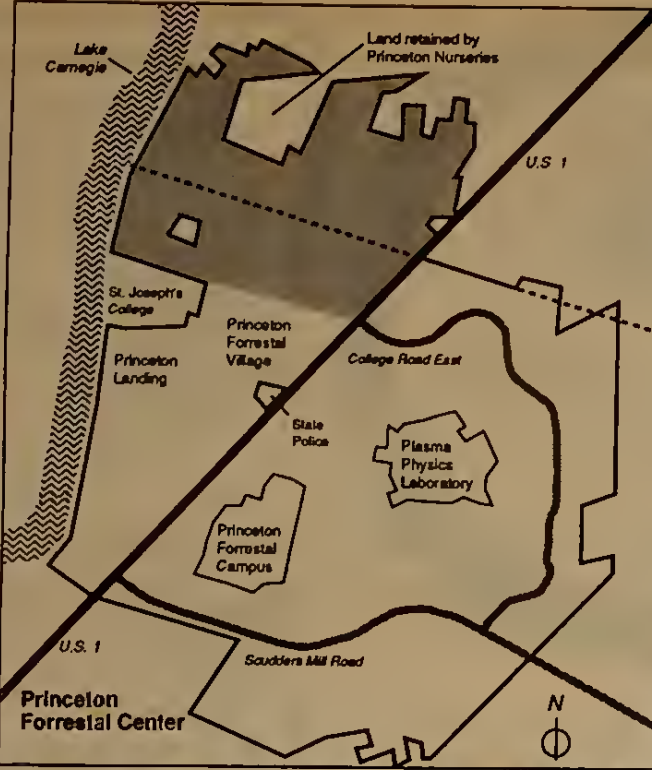 Lake
Carnegie
Land retained by
Princeton Nurseries
U.S. 1
St. Joseph's
College
Princeton
Forrestal
Village
College Road East
Princeton
Landing
State
Police
Plasma
Physics
Laboratory
Princeton
Forrestal
Campus
U.S. 1
Scudders Mill Road
Princeton
Forrestal Center
N